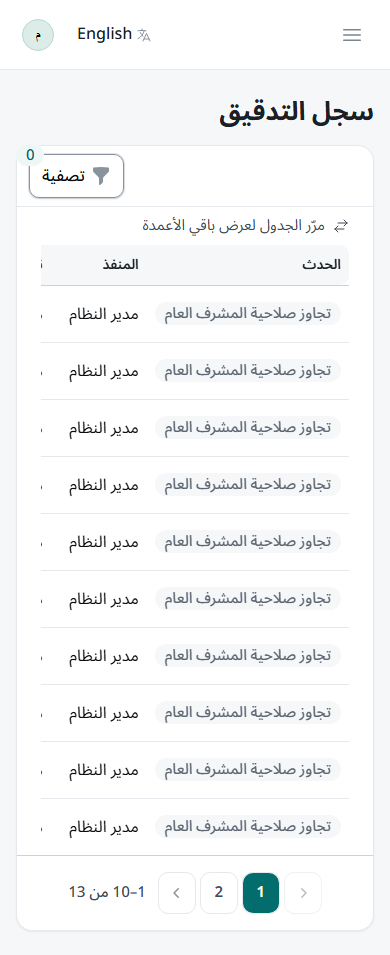 English
م
سجل التدقيق
تصفية
0
مرّر الجدول لعرض باقي الأعمدة
الحدث المنفذ
تجاوز صلاحية المشرف العام مدير النظام
تجاوز صلاحية المشرف العام مدير النظام
تجاوز صلاحية المشرف العام مدير النظام
تجاوز صلاحية المشرف العام مدير النظام
تجاوز صلاحية المشرف العام مدير النظام
تجاوز صلاحية المشرف العام مدير النظام
تجاوز صلاحية المشرف العام مدير النظام
تجاوز صلاحية المشرف العام مدير النظام
تجاوز صلاحية المشرف العام مدير النظام
تجاوز صلاحية المشرف العام مدير النظام
1 2 1–10 من 13